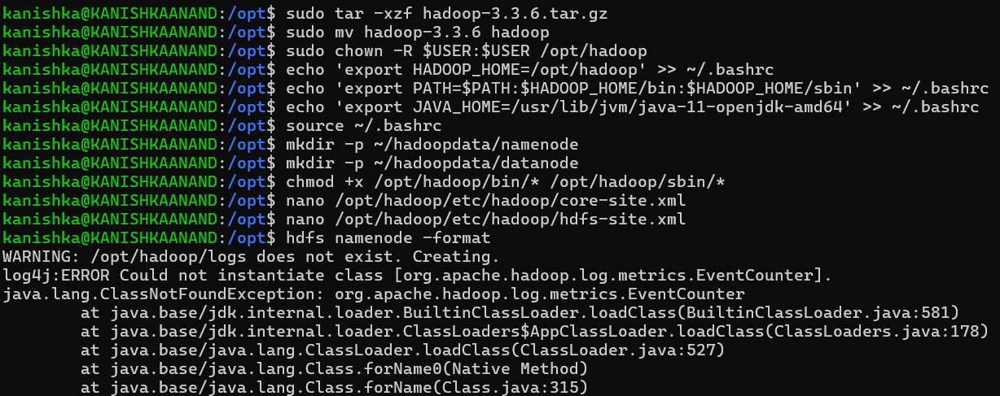 kanishka@KANISHKAANAND:/opt$ sudo tar -xzf hadoop-3.3.6.tar.gz
kanishka@KANISHKAANAND:/opt$ sudo mv hadoop-3.3.6 hadoop
kanishka@KANISHKAANAND:/opt$ sudo chown -R $USER:$USER /opt/hadoop
kanishka@KANISHKAANAND:/opt$ echo 'export HADOOP_HOME=/opt/hadoop' >> ~/.bashrc
kanishka@KANISHKAANAND:/opt$ echo 'export PATH=$PATH:$HADOOP_HOME/bin:$HADOOP_HOME/sbin' >> ~/.bashrc
kanishka@KANISHKAANAND:/opt$ echo 'export JAVA_HOME=/usr/lib/jvm/java-11-openjdk-amd64' >> ~/.bashrc
kanishka@KANISHKAANAND:/opt$ source ~/.bashrc
kanishka@KANISHKAANAND:/opt$ mkdir -p ~/hadoopdata/namenode
kanishka@KANISHKAANAND:/opt$ mkdir -p ~/hadoopdata/datanode
kanishka@KANISHKAANAND:/opt$ chmod +x /opt/hadoop/bin/* /opt/hadoop/sbin/*
kanishka@KANISHKAANAND:/opt$ nano /opt/hadoop/etc/hadoop/core-site.xml
kanishka@KANISHKAANAND:/opt$ nano /opt/hadoop/etc/hadoop/hdfs-site.xml
kanishka@KANISHKAANAND:/opt$ hdfs namenode -format
WARNING: /opt/hadoop/logs does not exist. Creating.
log4j:ERROR Could not instantiate class [org.apache.hadoop.log.metrics.EventCounter].
java.lang.ClassNotFoundException: org.apache.hadoop.log.metrics.EventCounter
at java.base/jdk.internal.loader.BuiltinClassLoader.loadClass(BuiltinClassLoader.java:581)
at java.base/jdk.internal.loader.ClassLoaders$AppClassLoader.loadClass(ClassLoaders.java:178)
at java.base/java.lang.ClassLoader.loadClass(ClassLoader.java:527)
at java.base/java.lang.Class.forName0(Native Method)
at java.base/java.lang.Class.forName(Class.java:315)